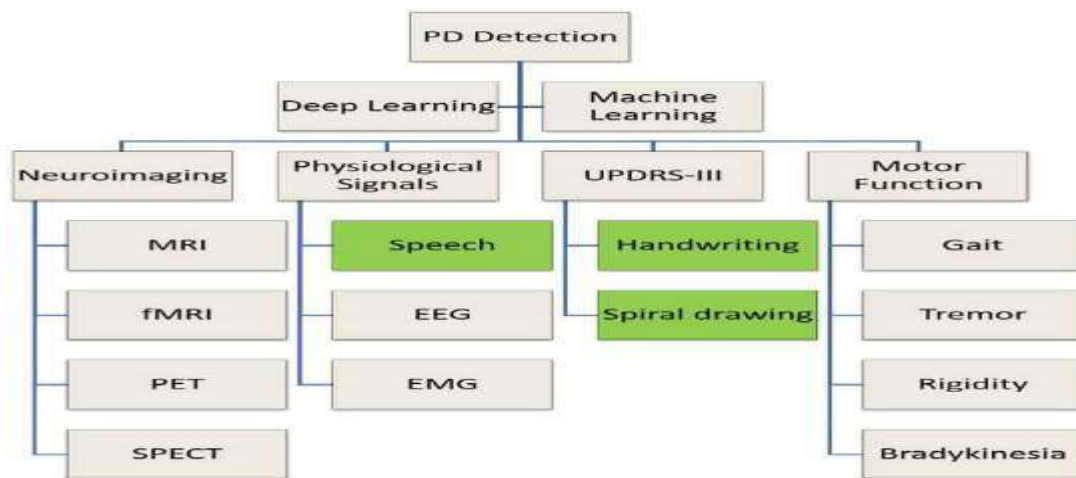 PD Detection
Deep Learning
Machine
Learning
Neuroimaging
Physiological
Signals
UPDRS-III
Motor
Function
MRI
Speech
Handwriting
Gait
fMRI
EEG
Spiral drawing
Tremor
PET
EMG
Rigidity
SPECT
Bradykinesia